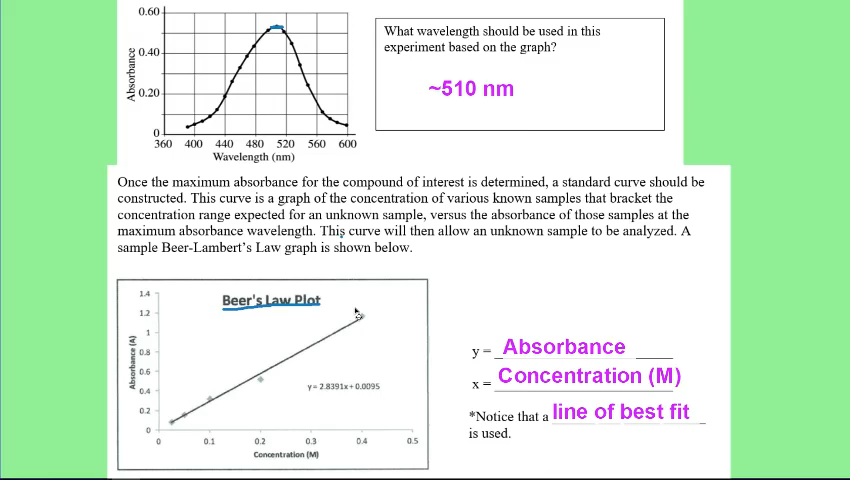 0.60
0.40
0.20
0
Absorbance
360 400 440 480 520 560 600
Wavelength (nm)
What wavelength should be used in this
experiment based on the graph?
~510 nm
Once the maximum absorbance for the compound of interest is determined, a standard curve should be
constructed. This curve is a graph of the concentration of various known samples that bracket the
concentration range expected for an unknown sample, versus the absorbance of those samples at the
maximum absorbance wavelength. This curve will then allow an unknown sample to be analyzed. A
sample Beer-Lambert's Law graph is shown below.
Beer's Law Plot
1.4
1.2
1
0.8
0.6
0.4
0.2
0
Absorbance (A)
y = 2.8391x + 0.0095
0 0.1 0.2 0.3 0.4 0.5
Concentration (M)
y = _Absorbance _____
x = Concentration (M)
*Notice that a line of best fit _
is used.